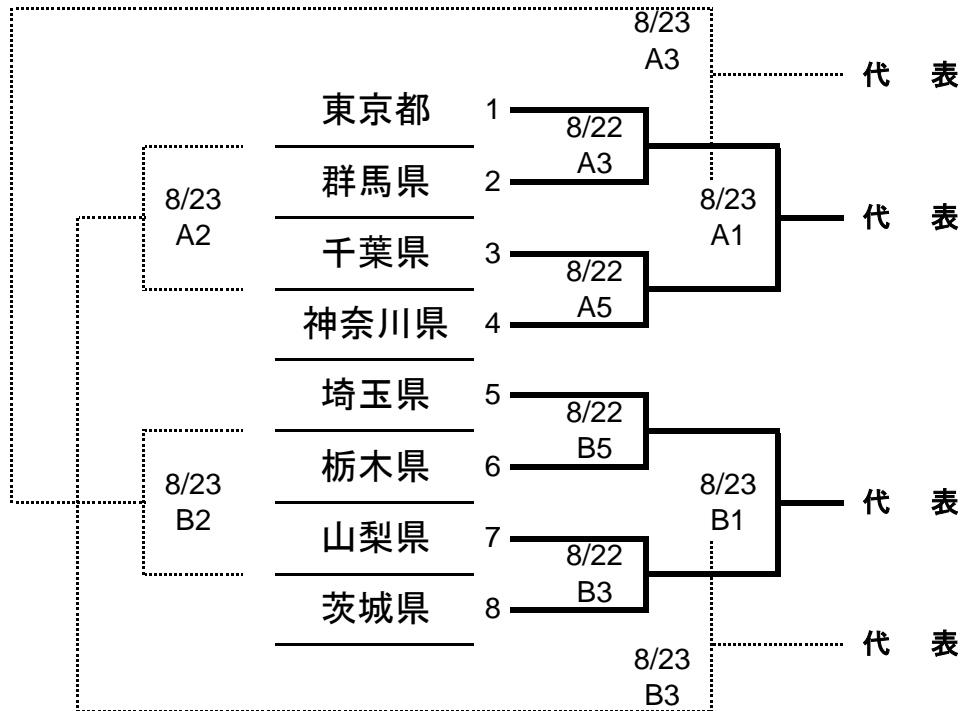 8/23
A3
代　表
東京都 1
8/22
A3
群馬県 2
8/23
A2
8/23
A1
代　表
千葉県 3
8/22
A5
神奈川県 4
埼玉県 5
8/22
B5
栃木県 6
8/23
B2
8/23
B1
代　表
山梨県 7
8/22
B3
茨城県 8
8/23
B3
代　表